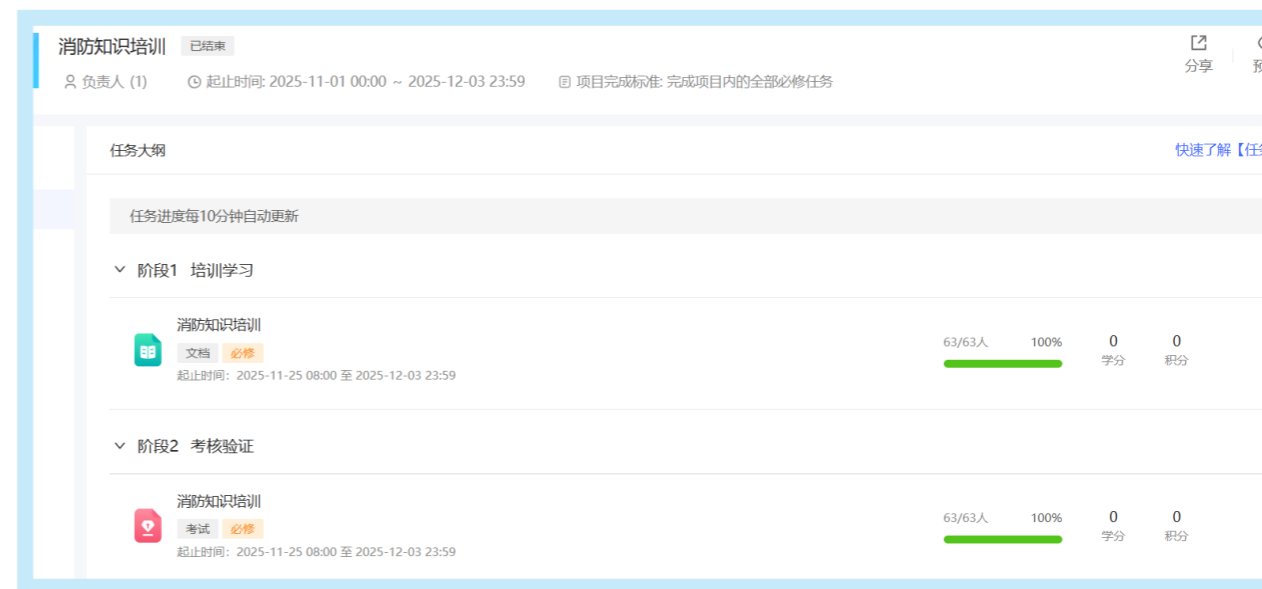 消防知识培训 已结束
分享
负责人 (1) 起止时间: 2025-11-01 00:00 ~ 2025-12-03 23:59 项目完成标准: 完成项目内的全部必修任务
任务大纲 快速了解【任
任务进度每10分钟自动更新
阶段1 培训学习
消防知识培训
文档 必修
63/63人 100% 0 0
学分 积分
起止时间: 2025-11-25 08:00 至 2025-12-03 23:59
阶段2 考核验证
消防知识培训
考试 必修
63/63人 100% 0 0
学分 积分
起止时间: 2025-11-25 08:00 至 2025-12-03 23:59